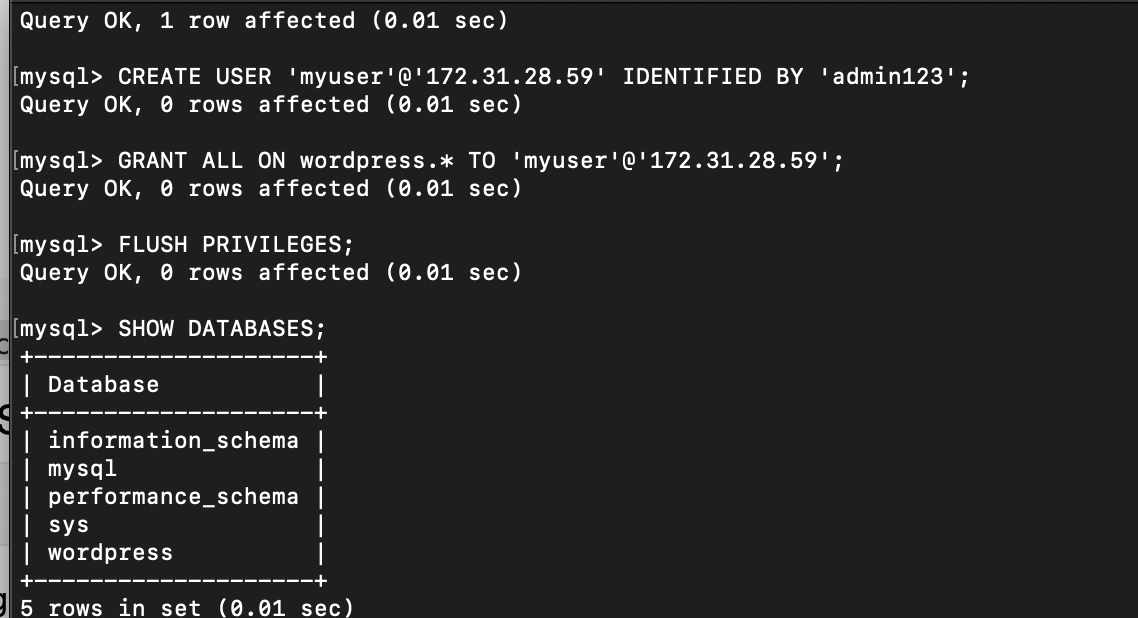 Query OK, 1 row affected (0.01 sec)
[mysql> CREATE USER 'myuser'@'172.31.28.59' IDENTIFIED BY 'admin123';
Query OK, 0 rows affected (0.01 sec)
[mysql> GRANT ALL ON wordpress.* TO 'myuser'@'172.31.28.59';
Query OK, 0 rows affected (0.01 sec)
[mysql> FLUSH PRIVILEGES;
Query OK, 0 rows affected (0.01 sec)
[mysql> SHOW DATABASES;
+--------------------+
| Database           |
+--------------------+
| information_schema |
| mysql              |
| performance_schema |
| sys                |
| wordpress          |
+--------------------+
5 rows in set (0.01 sec)